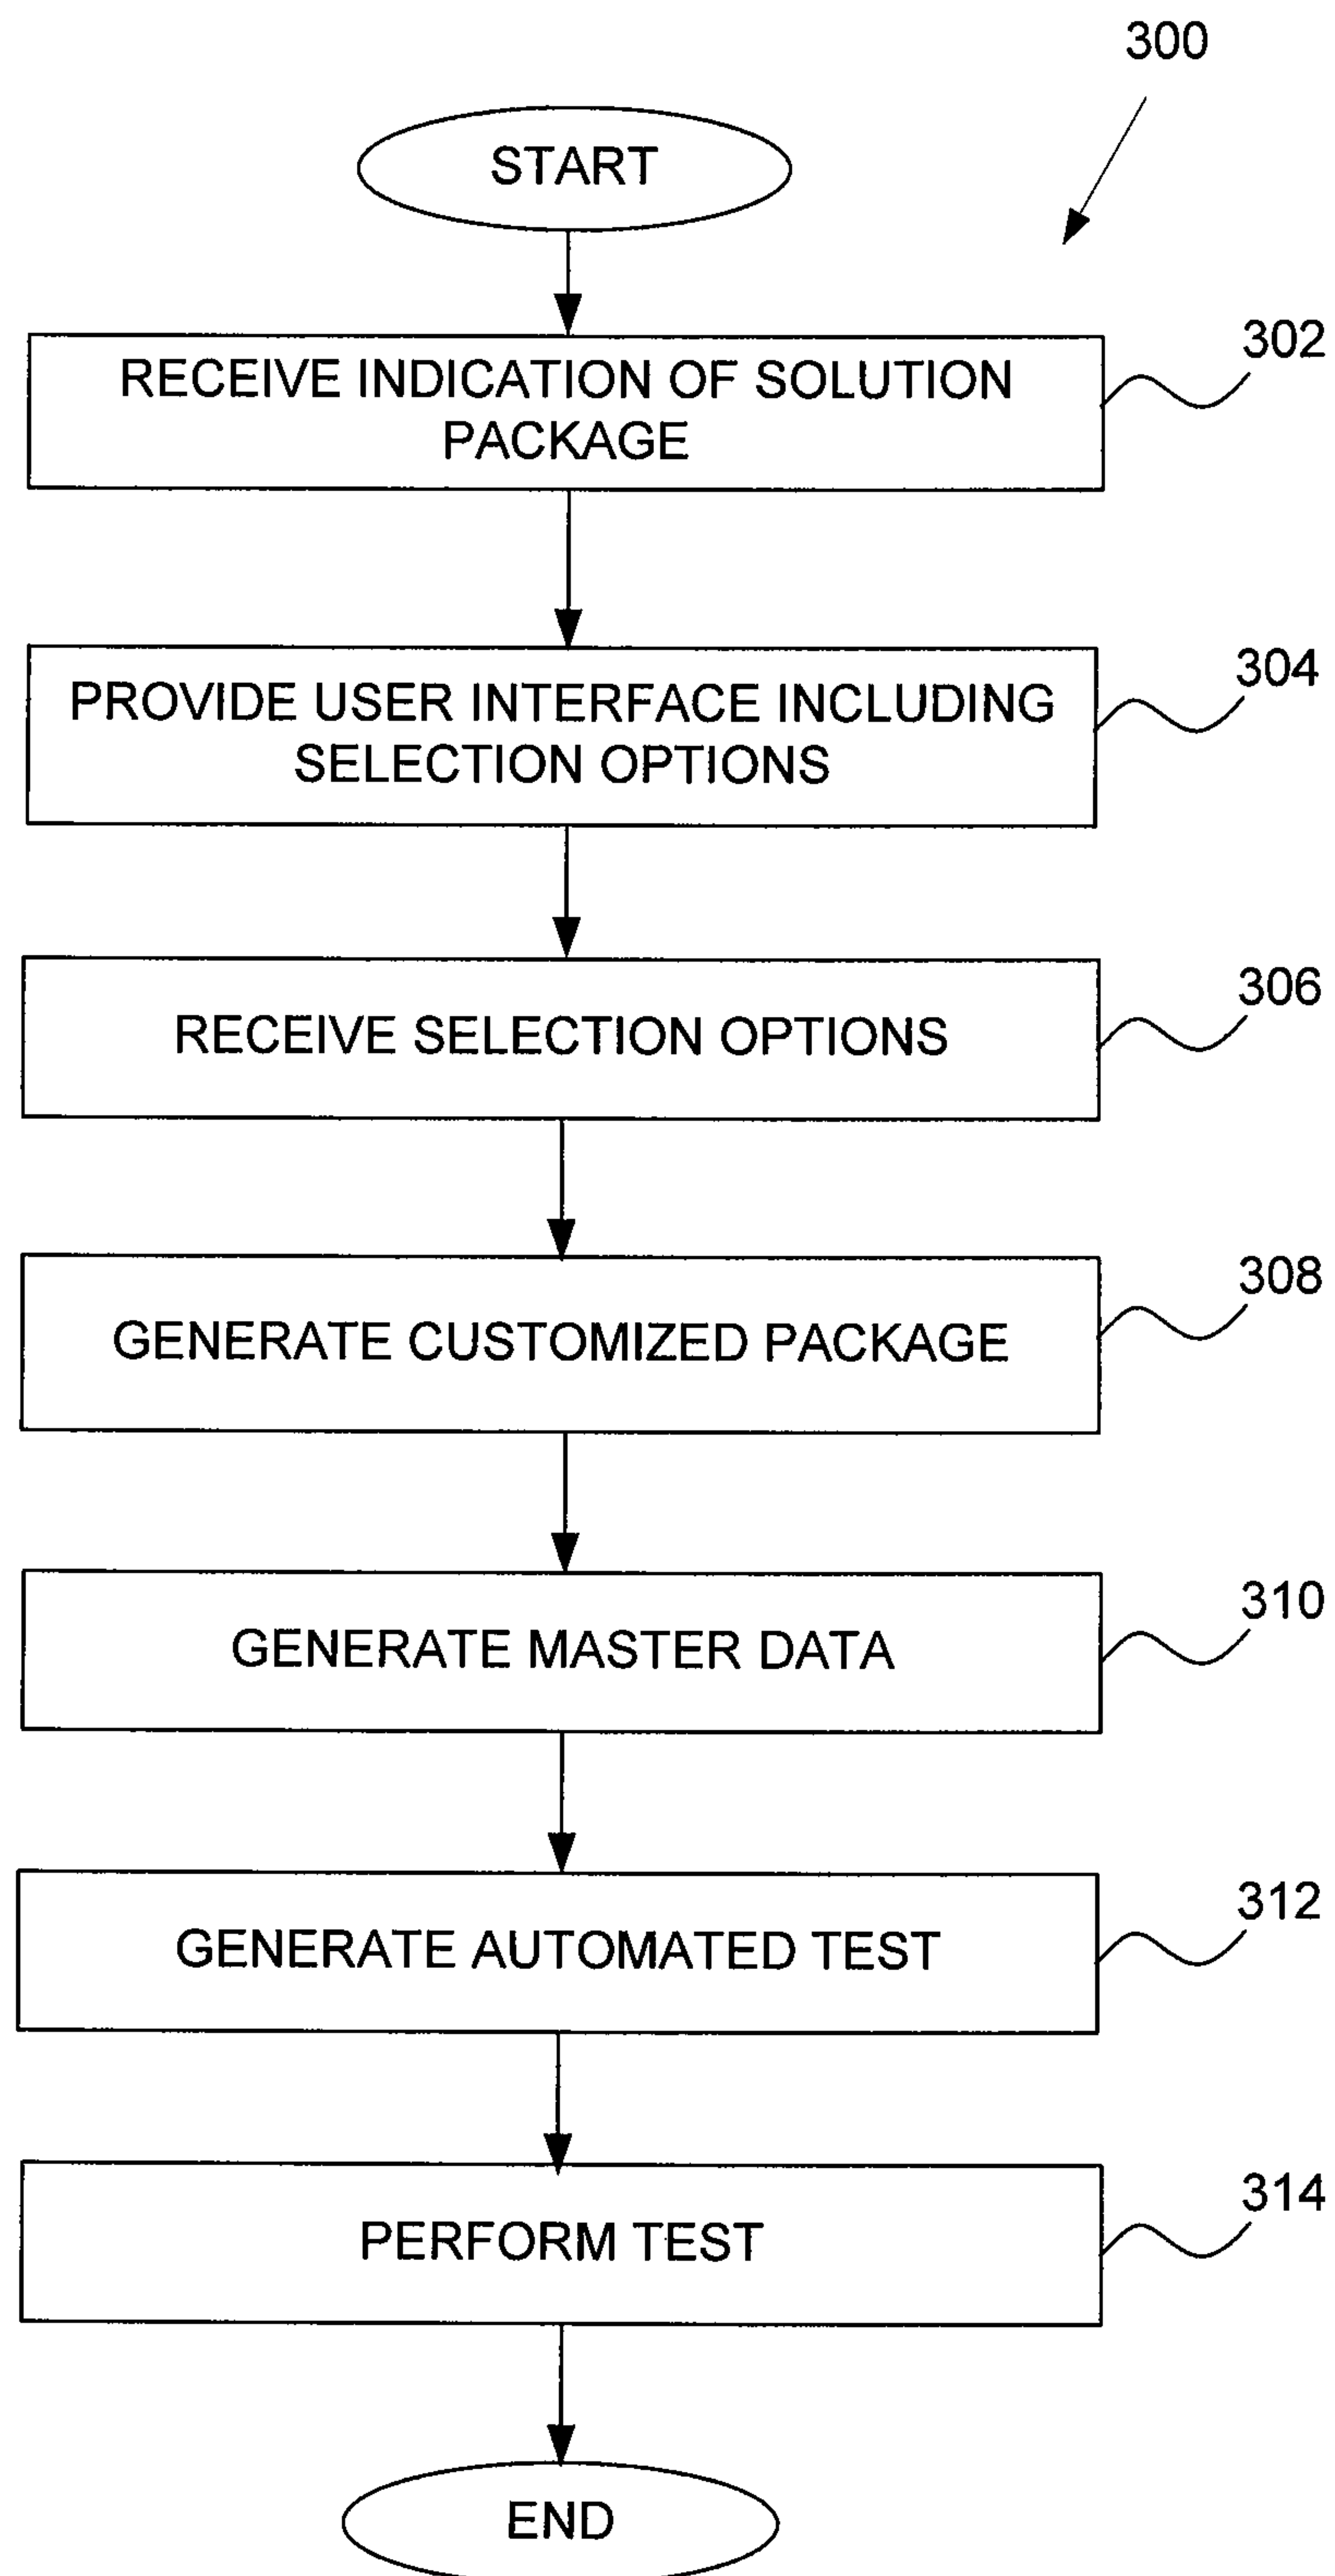 300
START
RECEIVE INDICATION OF SOLUTION
PACKAGE
302
PROVIDE USER INTERFACE INCLUDING
SELECTION OPTIONS
304
RECEIVE SELECTION OPTIONS
306
GENERATE CUSTOMIZED PACKAGE
308
GENERATE MASTER DATA
310
GENERATE AUTOMATED TEST
312
PERFORM TEST
314
END